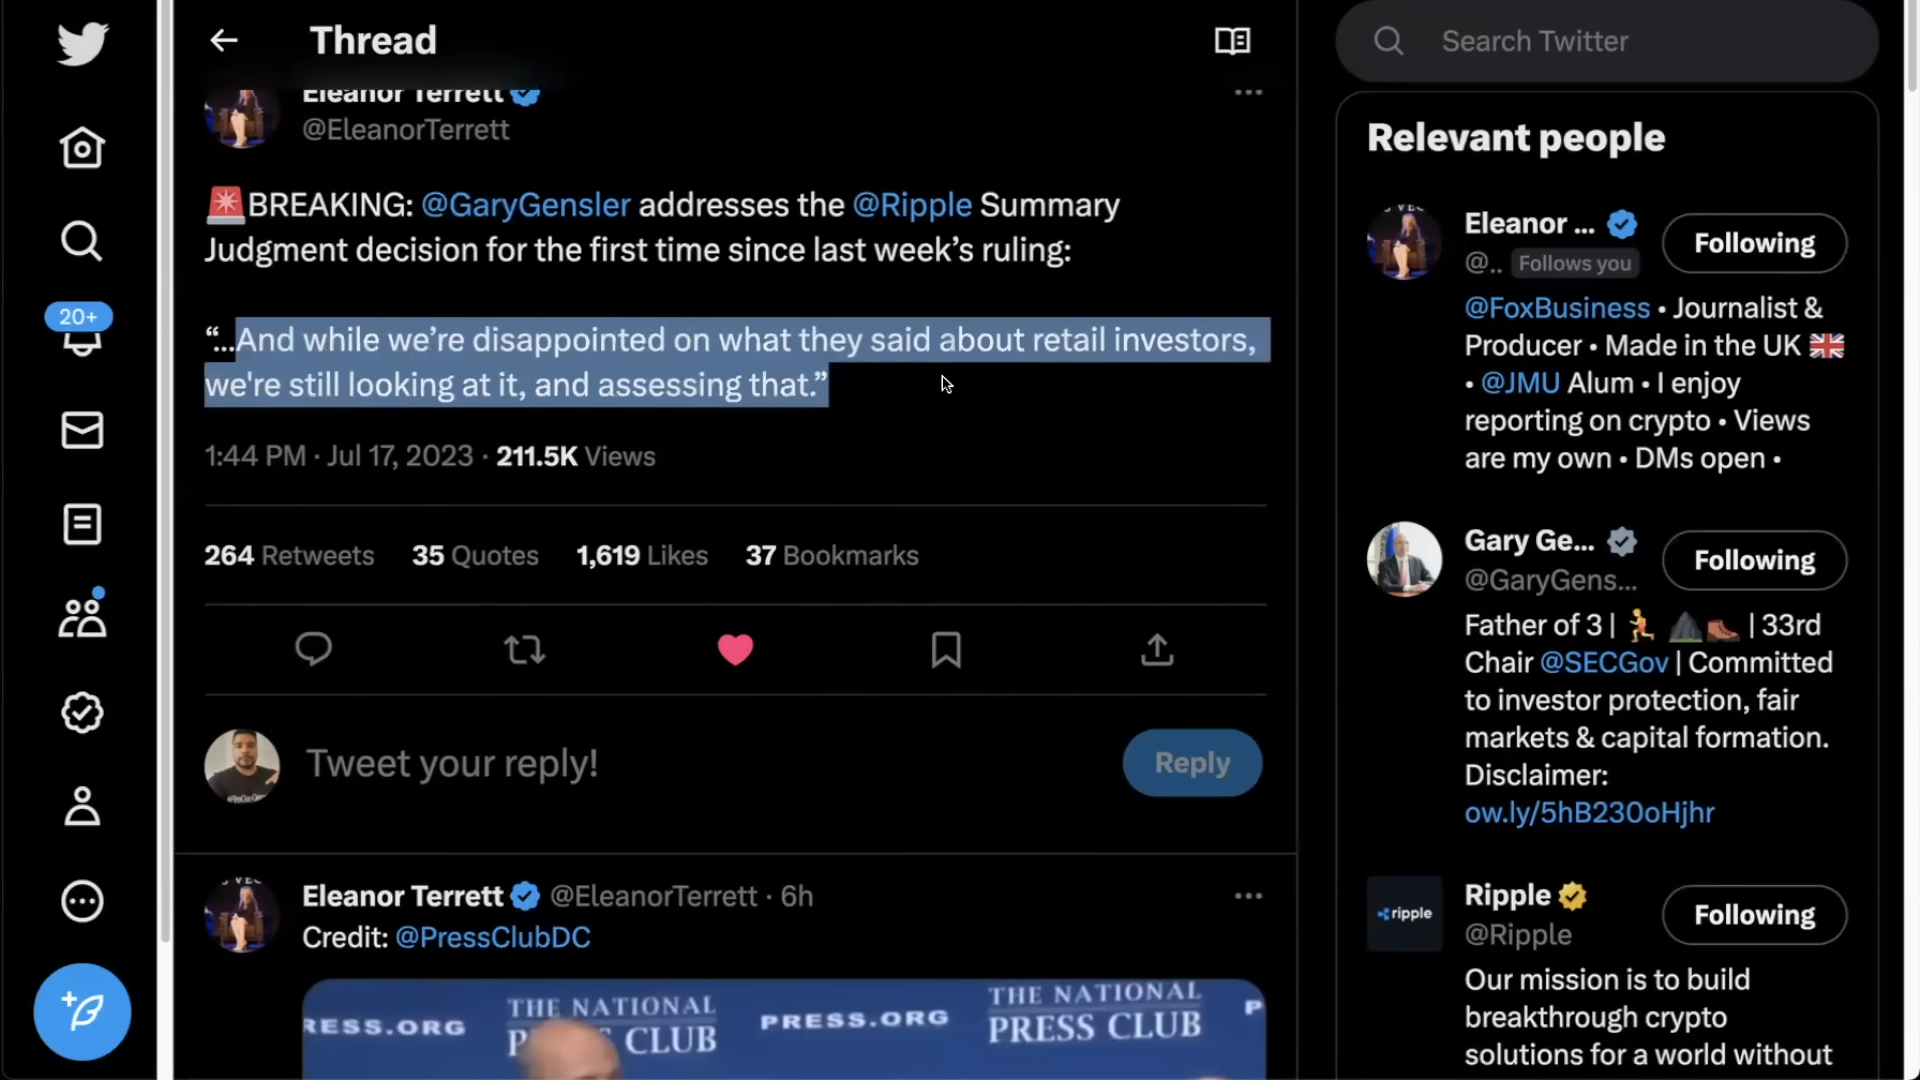 Thread
Search Twitter
Eleanor Terrett
@EleanorTerrett
BREAKING: @GaryGensler addresses the @Ripple Summary
Judgment decision for the first time since last week’s ruling:
“...And while we’re disappointed on what they said about retail investors,
we're still looking at it, and assessing that.”
1:44 PM · Jul 17, 2023 · 211.5K Views
264 Retweets 35 Quotes 1,619 Likes 37 Bookmarks
Tweet your reply!
Reply
Eleanor Terrett @EleanorTerrett · 6h
Credit: @PressClubDC
RESS.ORG
THE NATIONAL
CLUB
PRESS.ORG
THE NATIONAL
PRESS CLUB
20+
Relevant people
Eleanor ...
@.. Follows you
Following
@FoxBusiness • Journalist &
Producer • Made in the UK
• @JMU Alum • I enjoy
reporting on crypto • Views
are my own • DMs open •
Gary Ge...
@GaryGens...
Following
Father of 3 | | 33rd
Chair @SECGov | Committed
to investor protection, fair
markets & capital formation.
Disclaimer:
ow.ly/5hB230oHjhr
ripple
Ripple
@Ripple
Following
Our mission is to build
breakthrough crypto
solutions for a world without